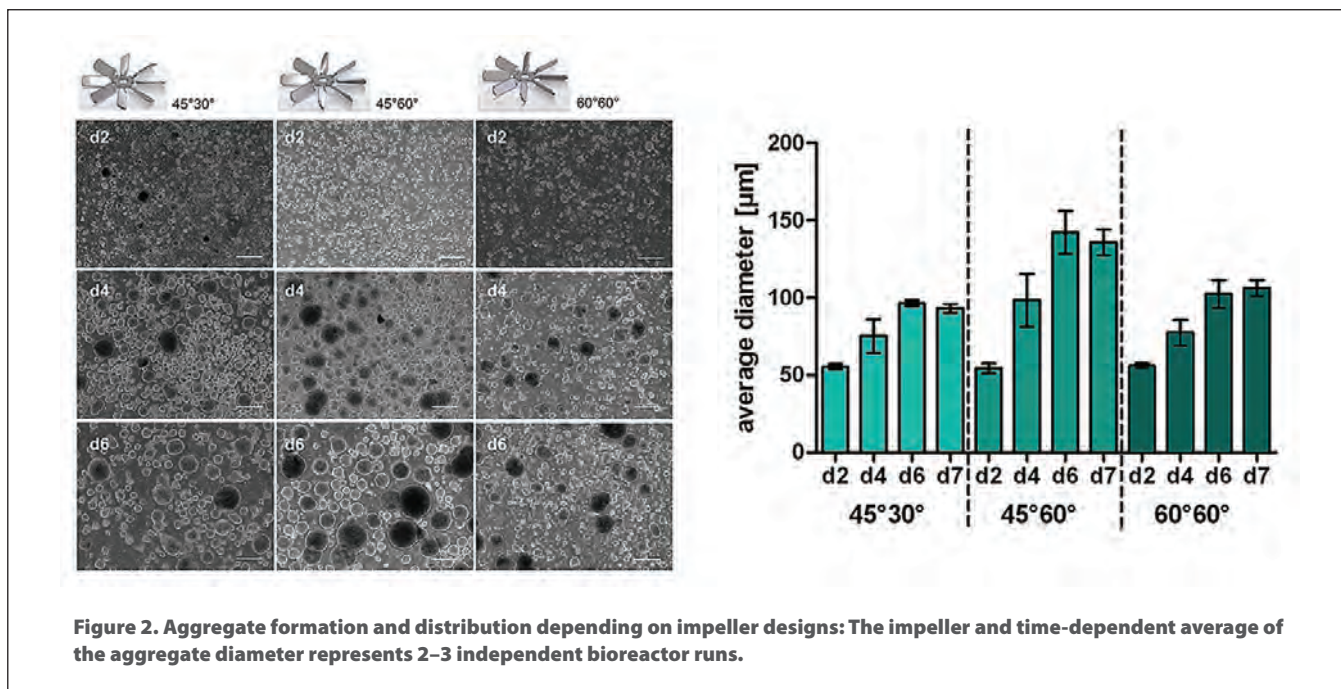 45°30°
45°60°
60°60°
d2
d2
d2
d4
d4
d4
d6
d6
d6
average diameter [µm]
200
150
100
50
0
d2 d4 d6 d7 d2 d4 d6 d7 d2 d4 d6 d7
45°30° 45°60° 60°60°
Figure 2. Aggregate formation and distribution depending on impeller designs: The impeller and time-dependent average of
the aggregate diameter represents 2–3 independent bioreactor runs.